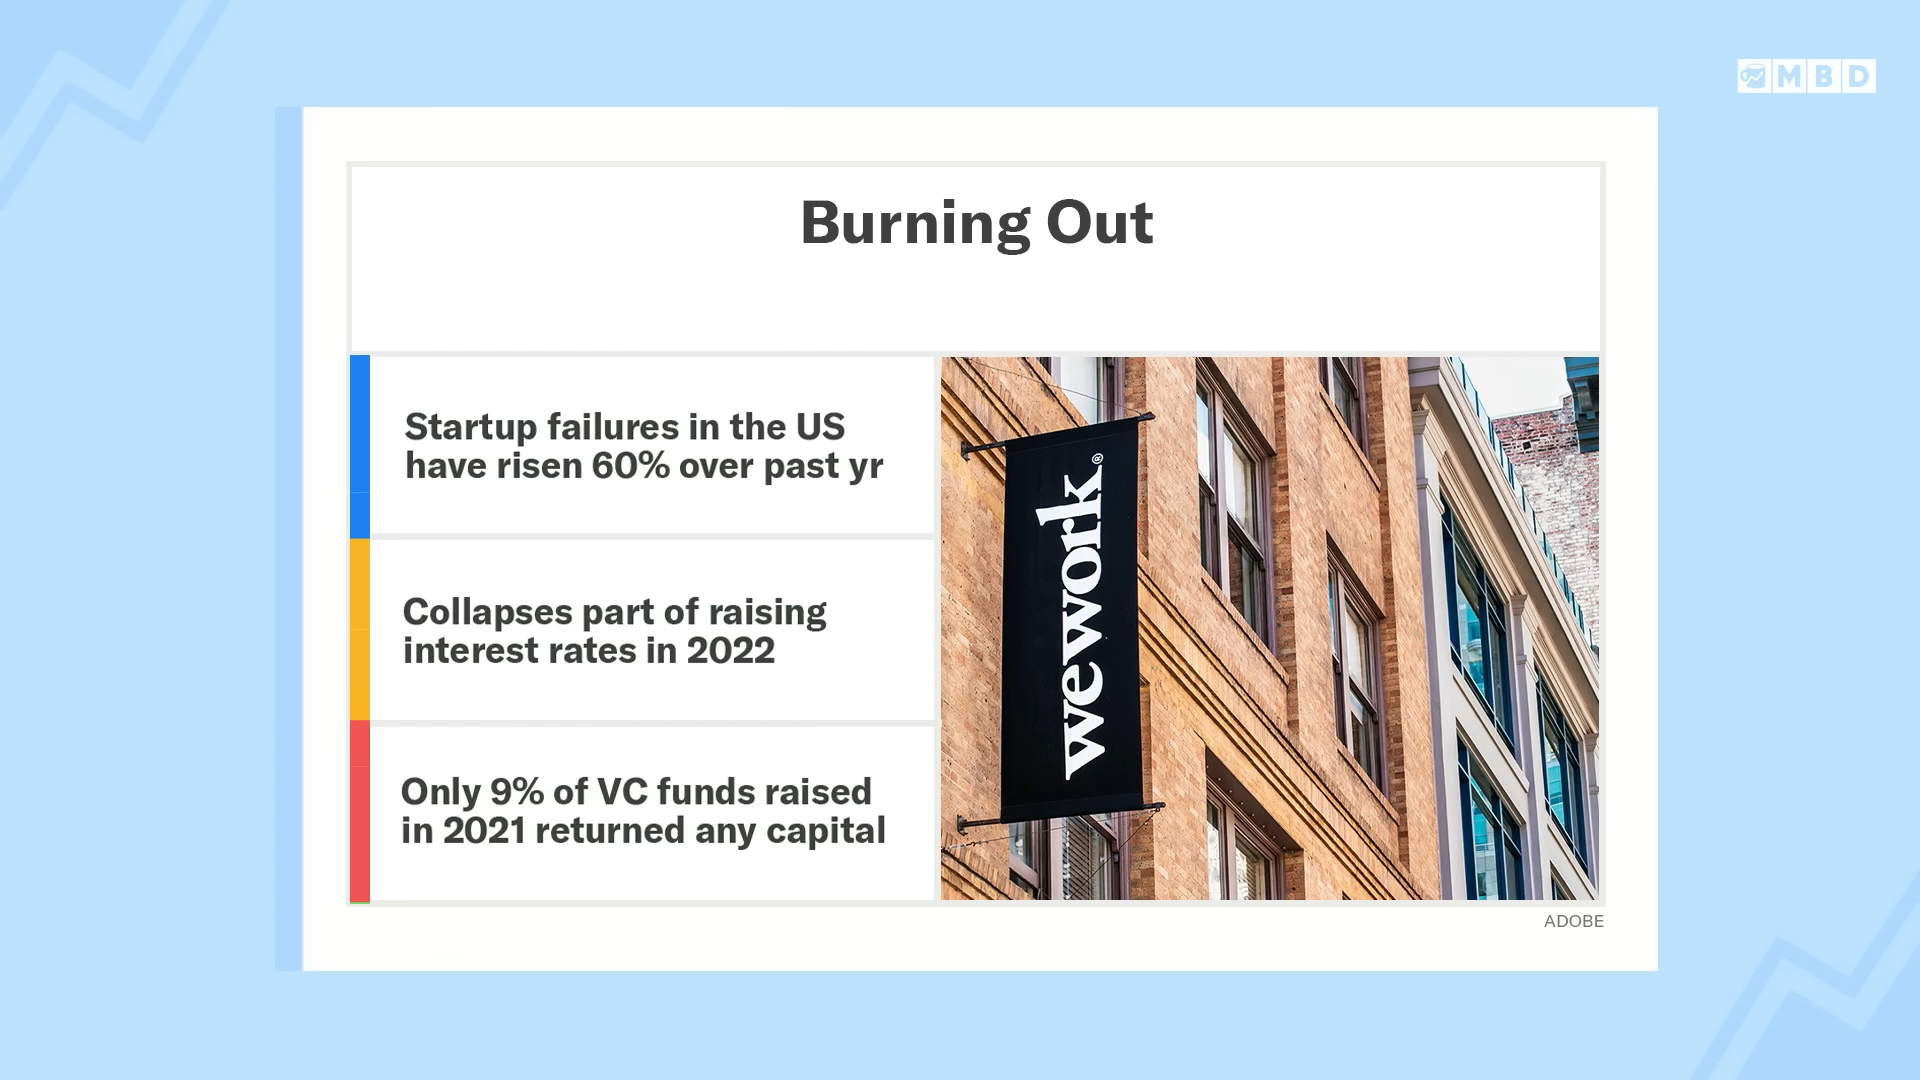 MBD
Burning Out
Startup failures in the US
have risen 60% over past yr
Collapses part of raising
interest rates in 2022
Only 9% of VC funds raised
in 2021 returned any capital
wework®
ADOBE